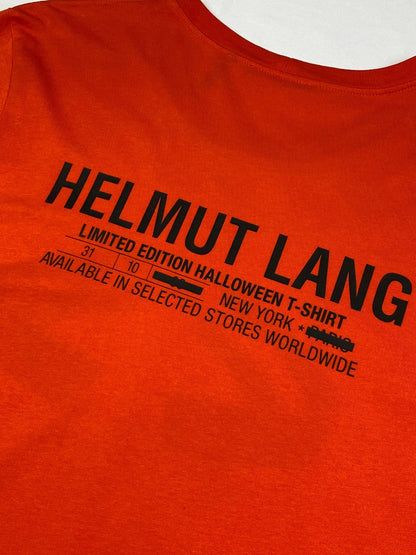 HELMUT LANG
LIMITED EDITION HALLOWEEN T-SHIRT
31 10 NEW YORK * PARIS
AVAILABLE IN SELECTED STORES WORLDWIDE